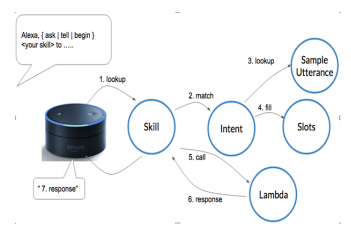 Alexa, { ask | tell | begin }
<your skill> to .....
3. lookup
Sample
Utterance
1. lookup
2. match
4. fill
Skill
Intent
Slots
5. call
" 7. response"
6. response
Lambda